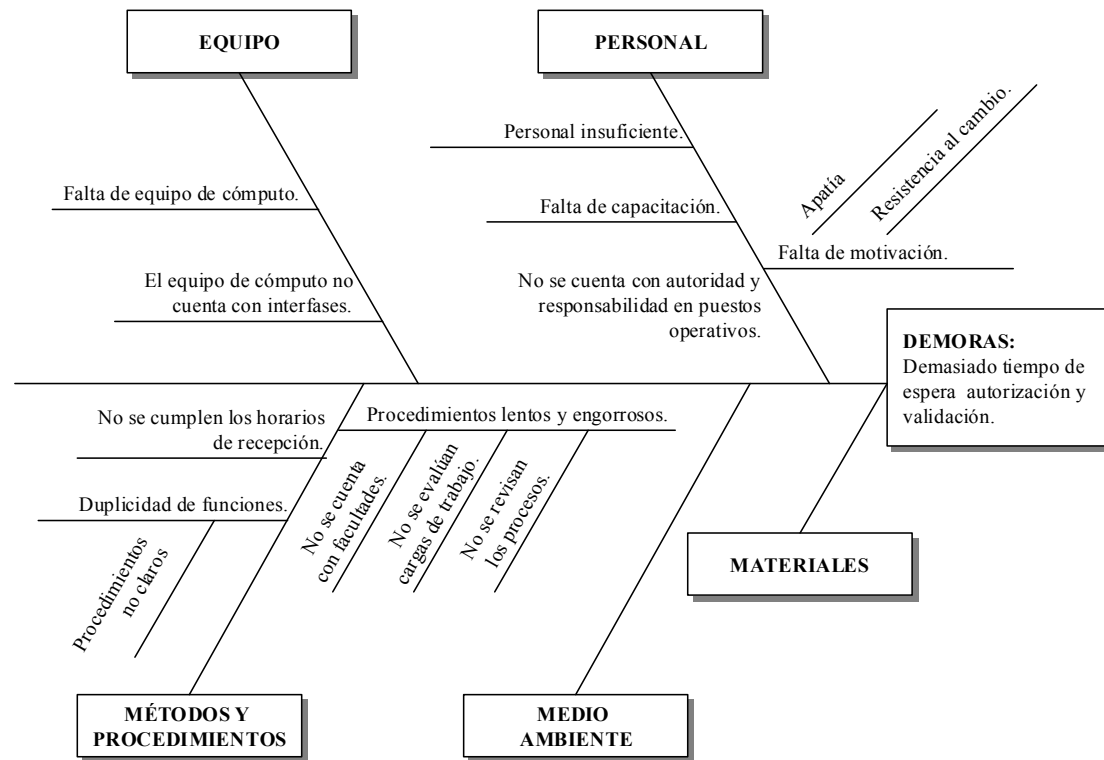 EQUIPO
PERSONAL
Personal insuficiente.
Apatía
Resistencia al cambio.
Falta de equipo de cómputo.
Falta de capacitación.
Falta de motivación.
El equipo de cómputo no
cuenta con interfases.
No se cuenta con autoridad y
responsabilidad en puestos
operativos.
DEMORAS:
Demasiado tiempo de
espera autorización y
validación.
No se cumplen los horarios
de recepción.
Procedimientos lentos y engorrosos.
No se cuenta
con facultades.
No se evalúan
cargas de trabajo.
No se revisan
los procesos.
Duplicidad de funciones.
Procedimientos
no claros
MATERIALES
MÉTODOS Y
PROCEDIMIENTOS
MEDIO
AMBIENTE